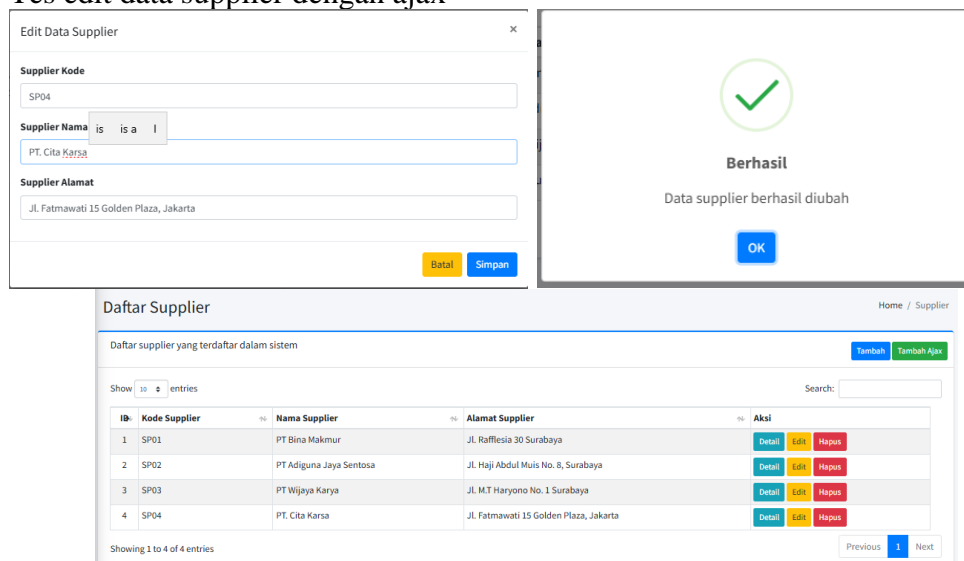 Tes edit data supplier dengan ajax
Edit Data Supplier ×
Supplier Kode
SP04
Supplier Nama
is is a I
PT. Cita Karsa
Supplier Alamat
Jl. Fatmawati 15 Golden Plaza, Jakarta
Batal Simpan
Berhasil
Data supplier berhasil diubah
OK
Daftar Supplier Home / Supplier
Daftar supplier yang terdaftar dalam sistem Tambah Tambah Ajax
Show 10 entries Search:
ID Kode Supplier Nama Supplier Alamat Supplier Aksi
1 SP01 PT Bina Makmur Jl. Rafflesia 30 Surabaya Detail Edit Hapus
2 SP02 PT Adiguna Jaya Sentosa Jl. Haji Abdul Muis No. 8, Surabaya Detail Edit Hapus
3 SP03 PT Wijaya Karya Jl. M.T Haryono No. 1 Surabaya Detail Edit Hapus
4 SP04 PT. Cita Karsa Jl. Fatmawati 15 Golden Plaza, Jakarta Detail Edit Hapus
Showing 1 to 4 of 4 entries Previous 1 Next